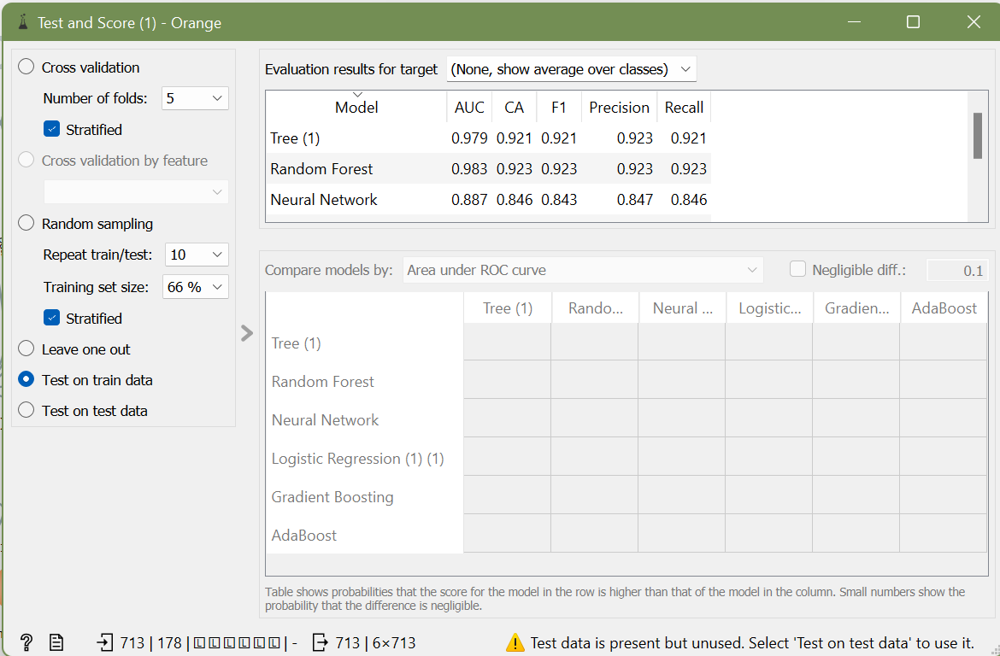 Test and Score (1) - Orange
Cross validation
Number of folds: 5
Stratified
Cross validation by feature
Random sampling
Repeat train/test: 10
Training set size: 66 %
Stratified
Leave one out
Test on train data
Test on test data
Evaluation results for target (None, show average over classes)
Model AUC CA F1 Precision Recall
Tree (1) 0.979 0.921 0.921 0.923 0.921
Random Forest 0.983 0.923 0.923 0.923 0.923
Neural Network 0.887 0.846 0.843 0.847 0.846
Compare models by: Area under ROC curve Negligible diff.: 0.1
Tree (1) Rando... Neural ... Logistic... Gradien... AdaBoost
Tree (1)
Random Forest
Neural Network
Logistic Regression (1) (1)
Gradient Boosting
AdaBoost
Table shows probabilities that the score for the model in the row is higher than that of the model in the column. Small numbers show the
probability that the difference is negligible.
? 713 | 178 | L L L L L L | - 713 | 6×713 Test data is present but unused. Select 'Test on test data' to use it.